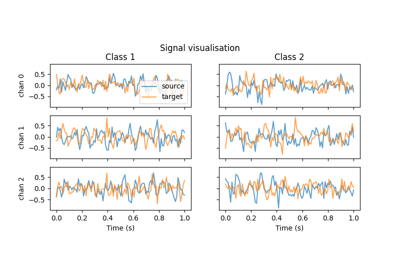 Signal visualisation
Class 1
Class 2
chan 0
0.5
0.0
−0.5
source
target
chan 1
0.5
0.0
−0.5
chan 2
0.5
0.0
−0.5
0.0 0.2 0.4 0.6 0.8 1.0
0.0 0.2 0.4 0.6 0.8 1.0
Time (s)
Time (s)